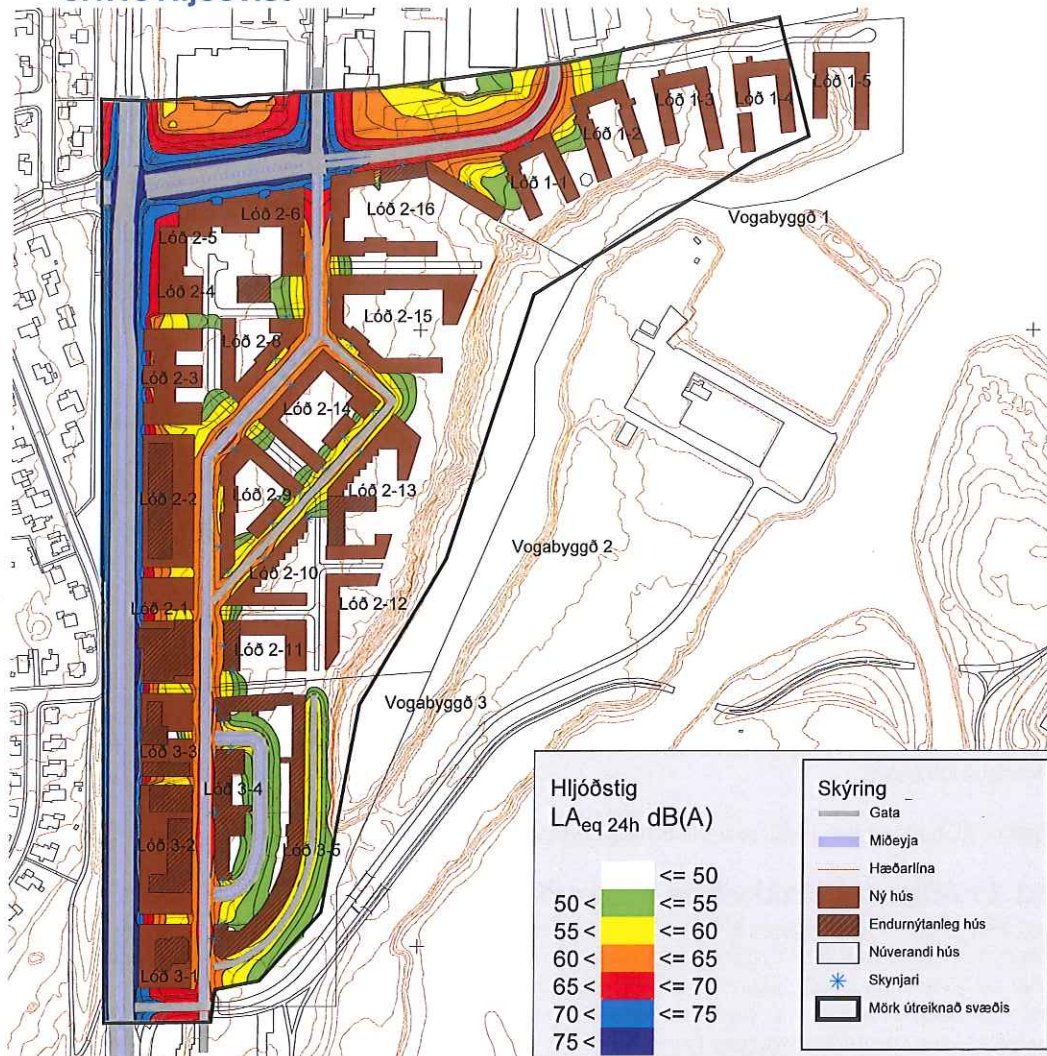 Lóð 1-5
Lóð 1-4
Lóð 1-3
Lóð 1-2
Lóð 1-1
Lóð 2-16
Lóð 2-6
Lóð 2-5
Vogabyggð 1
Lóð 2-4
Lóð 2-15
Lóð 2-8
Lóð 2-3
Lóð 2-14
Lóð 2-13
Lóð 2-2
Lóð 2-9
Vogabyggð 2
Lóð 2-10
Lóð 2-12
Lóð 2-1
Lóð 2-11
Vogabyggð 3
Lóð 3-3
Lóð 3-4
Lóð 3-2
Lóð 3-5
Lóð 3-1
Hljóðstig
LAeq 24h dB(A)
<= 50
50 < <= 55
55 < <= 60
60 < <= 65
65 < <= 70
70 < <= 75
75 <
Skýring
Gata
Miðeyja
Hæðarlína
Ný hús
Endurnýtanleg hús
Núverandi hús
Skynjari
Mörk útreiknað svæðis